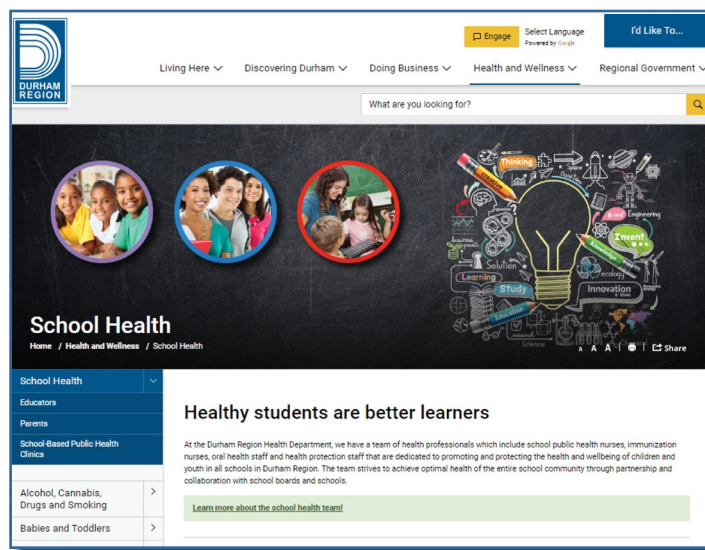 DURHAM
REGION
Engage
Select Language
Powered by Google
I'd Like To...
Living Here
Discovering Durham
Doing Business
Health and Wellness
Regional Government
What are you looking for?
Thinking
creative
Kind
Engineering
Invent
Knowledge
business
Solution
ecology
Learning
Study
Innovation
Education
Science
School Health
Home / Health and Wellness / School Health
A A A | | Share
School Health
Educators
Parents
School-Based Public Health
Clinics
Alcohol, Cannabis,
Drugs and Smoking
Babies and Toddlers
Healthy students are better learners
At the Durham Region Health Department, we have a team of health professionals which include school public health nurses, immunization
nurses, oral health staff and health protection staff that are dedicated to promoting and protecting the health and wellbeing of children and
youth in all schools in Durham Region. The team strives to achieve optimal health of the entire school community through partnership and
collaboration with school boards and schools.
Learn more about the school health team!